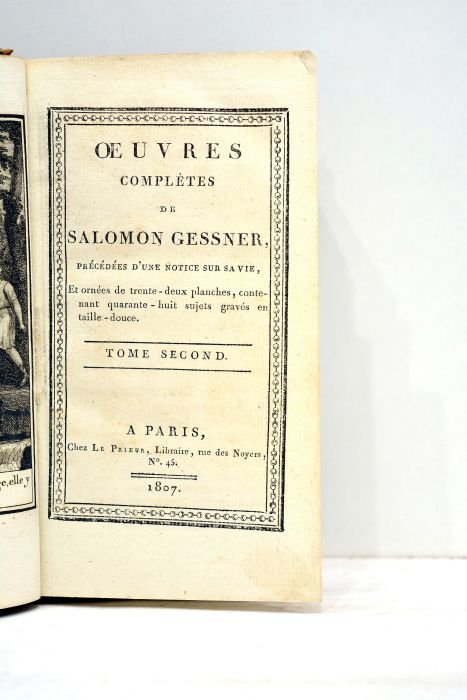 ŒUVRES
COMPLÈTES
DE
SALOMON GESSNER,
PRÉCÉDÉES D'UNE NOTICE SUR SA VIE,
Et ornées de trente-deux planches, conte-
nant quarante-huit sujets gravés en
taille-douce.
TOME SECOND.
A PARIS,
Chez LE PRIEUR, Libraire, rue des Noyers,
N°. 45.
1807.
elle y